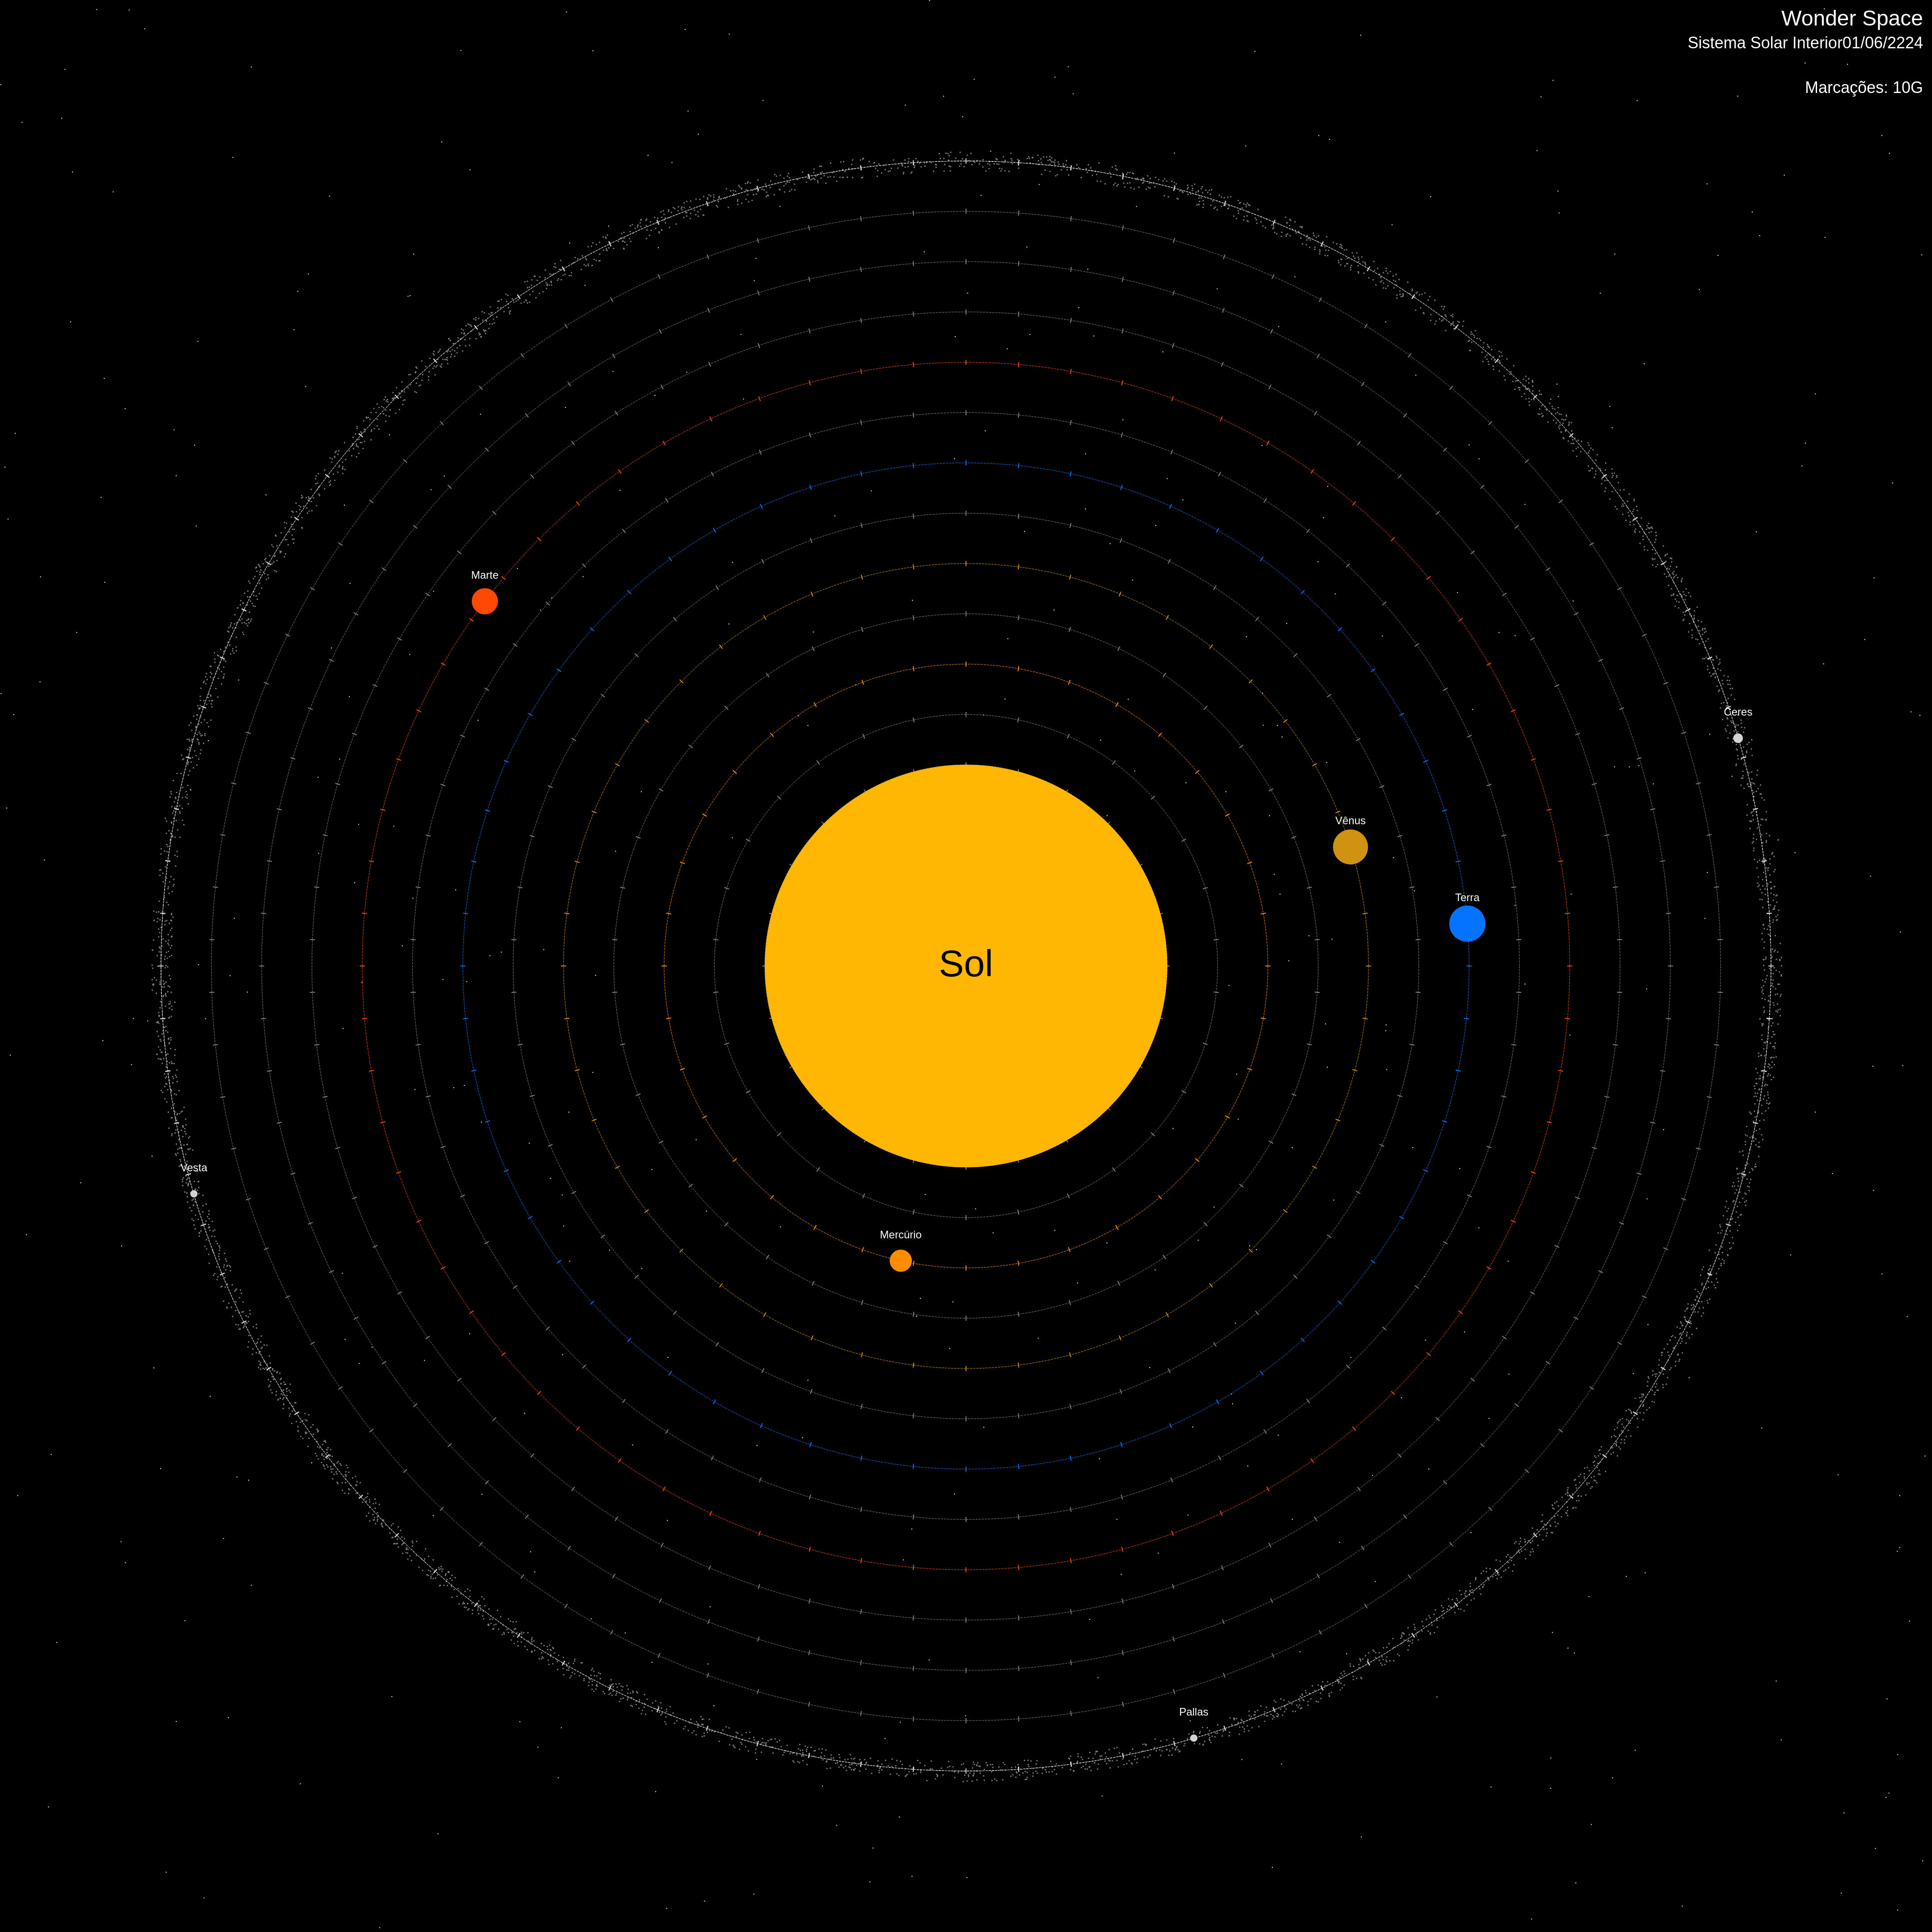 Wonder Space
Sistema Solar Interior01/06/2224
Marcações: 10G
Marte
Ceres
Vênus
Terra
Sol
Vesta
Mercúrio
Pallas